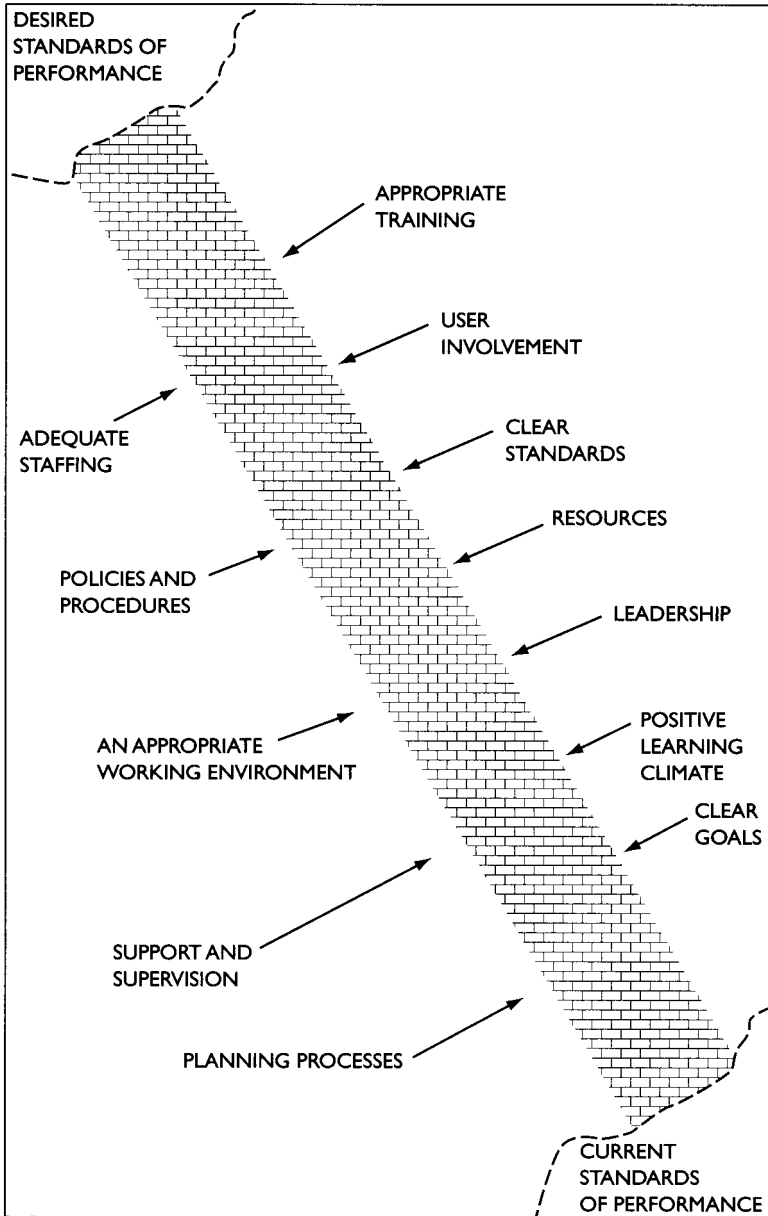 DESIRED
STANDARDS OF
PERFORMANCE
APPROPRIATE
TRAINING
USER
INVOLVEMENT
ADEQUATE
STAFFING
CLEAR
STANDARDS
RESOURCES
POLICIES AND
PROCEDURES
LEADERSHIP
AN APPROPRIATE
WORKING ENVIRONMENT
POSITIVE
LEARNING
CLIMATE
CLEAR
GOALS
SUPPORT AND
SUPERVISION
PLANNING PROCESSES
CURRENT
STANDARDS
OF PERFORMANCE